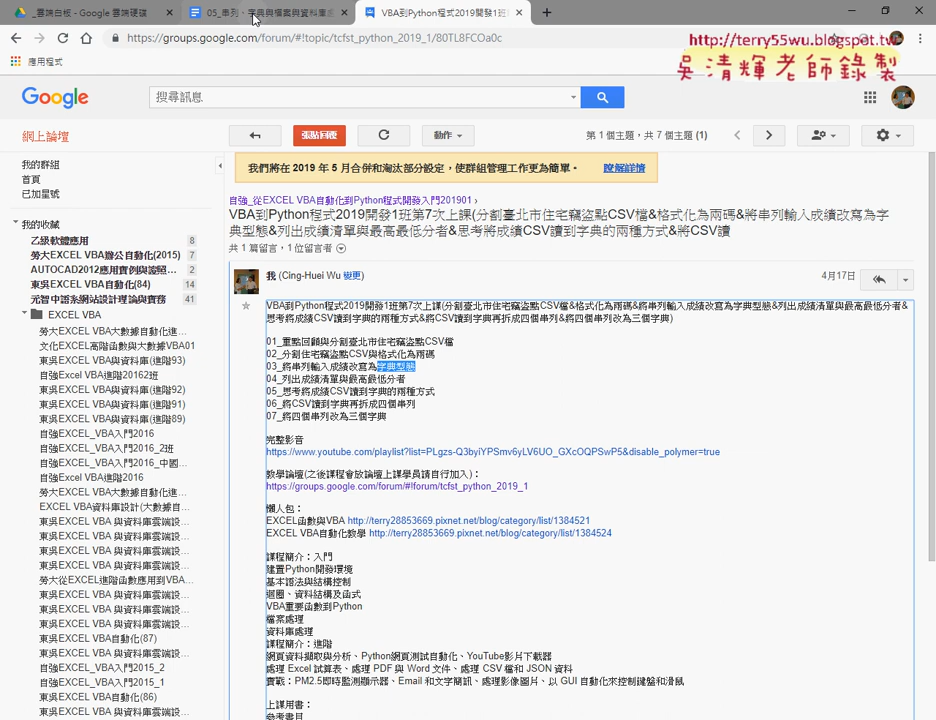 _雲端白板 - Google 雲端硬碟
05_串列、字典與檔案與資料庫處
VBA到Python程式2019開發1班
https://groups.google.com/forum/#!topic/tcfst_python_2019_1/80TL8FCOa0c
http://terry55wu.blogspot.tw
吳清輝老師錄製
應用程式
Google
搜尋訊息
網上論壇
張貼回覆
動作
第 1 個主題，共 7 個主題 (1)
我的群組
首頁
已加星號
我們將在 2019 年 5 月合併和淘汰部分設定，使群組管理工作更為簡單。
瞭解詳情
自強_從EXCEL VBA自動化到Python程式開發入門201901 ›
VBA到Python程式2019開發1班第7次上課(分割臺北市住宅竊盜點CSV檔&格式化為兩碼&將串列輸入成績改寫為字
典型態&列出成績清單與最高最低分者&思考將成績CSV讀到字典的兩種方式&將CSV讀
共 1 篇留言，1 位留言者
我的收藏
乙級軟體應用 8
勞大EXCEL VBA辦公自動化(2015) 7
AUTOCAD2012應用實例與證照... 2
東吳EXCEL VBA自動化(84) 14
元智中語系網站設計理論與實務 41
EXCEL VBA
勞大EXCEL VBA大數據自動化進...
文化EXCEL高階函數與大數據VBA01
東吳EXCEL VBA與資料庫(進階93)
自強Excel VBA進階20162班
東吳EXCEL VBA與資料庫(進階92)
東吳EXCEL VBA與資料庫(進階91)
東吳EXCEL VBA與資料庫(進階89)
自強EXCEL_VBA入門2016
自強EXCEL_VBA入門2016_2班
自強EXCEL_VBA入門2016_中國...
自強Excel VBA進階2016
勞大EXCEL VBA大數據自動化進...
EXCEL VBA資料庫設計(大數據自...
東吳EXCEL VBA 與資料庫雲端設...
東吳EXCEL VBA 與資料庫雲端設...
東吳EXCEL VBA 與資料庫雲端設...
東吳EXCEL VBA 與資料庫雲端設...
勞大從EXCEL進階函數應用到VBA...
東吳EXCEL VBA 與資料庫雲端設...
東吳EXCEL VBA 與資料庫雲端設...
東吳EXCEL VBA 與資料庫雲端設...
東吳EXCEL VBA自動化(87)
東吳EXCEL VBA 與資料庫雲端設...
自強EXCEL_VBA入門2015_2
自強EXCEL_VBA入門2015_1
東吳EXCEL VBA自動化(86)
東吳EXCEL VBA 與資料庫雲端設...
我 (Cing-Huei Wu 變更)
4月17日
VBA到Python程式2019開發1班第7次上課(分割臺北市住宅竊盜點CSV檔&格式化為兩碼&將串列輸入成績改寫為字典型態&列出成績清單與最高最低分者&
思考將成績CSV讀到字典的兩種方式&將CSV讀到字典再拆成四個串列&將四個串列改為三個字典)
01_重點回顧與分割臺北市住宅竊盜點CSV檔
02_分割住宅竊盜點CSV與格式化為兩碼
03_將串列輸入成績改寫為字典型態
04_列出成績清單與最高最低分者
05_思考將成績CSV讀到字典的兩種方式
06_將CSV讀到字典再拆成四個串列
07_將四個串列改為三個字典
完整影音
https://www.youtube.com/playlist?list=PLgzs-Q3byiYPSmv6yLV6UO_GXcOQPSwP5&disable_polymer=true
教學論壇(之後課程會放論壇上課學員請自行加入)：
https://groups.google.com/forum/#!forum/tcfst_python_2019_1
懶人包：
EXCEL函數與VBA http://terry28853669.pixnet.net/blog/category/list/1384521
EXCEL VBA自動化教學 http://terry28853669.pixnet.net/blog/category/list/1384524
課程簡介：入門
建置Python開發環境
基本語法與結構控制
迴圈、資料結構及函式
VBA重要函數到Python
檔案處理
資料庫處理
課程簡介：進階
網頁資料擷取與分析、Python網頁測試自動化、YouTube影片下載器
處理 Excel 試算表、處理 PDF 與 Word 文件、處理 CSV 檔和 JSON 資料
實戰：PM2.5即時監測顯示器、Email 和文字簡訊、處理影像圖片、以 GUI 自動化來控制鍵盤和滑鼠
上課用書：
參考書目